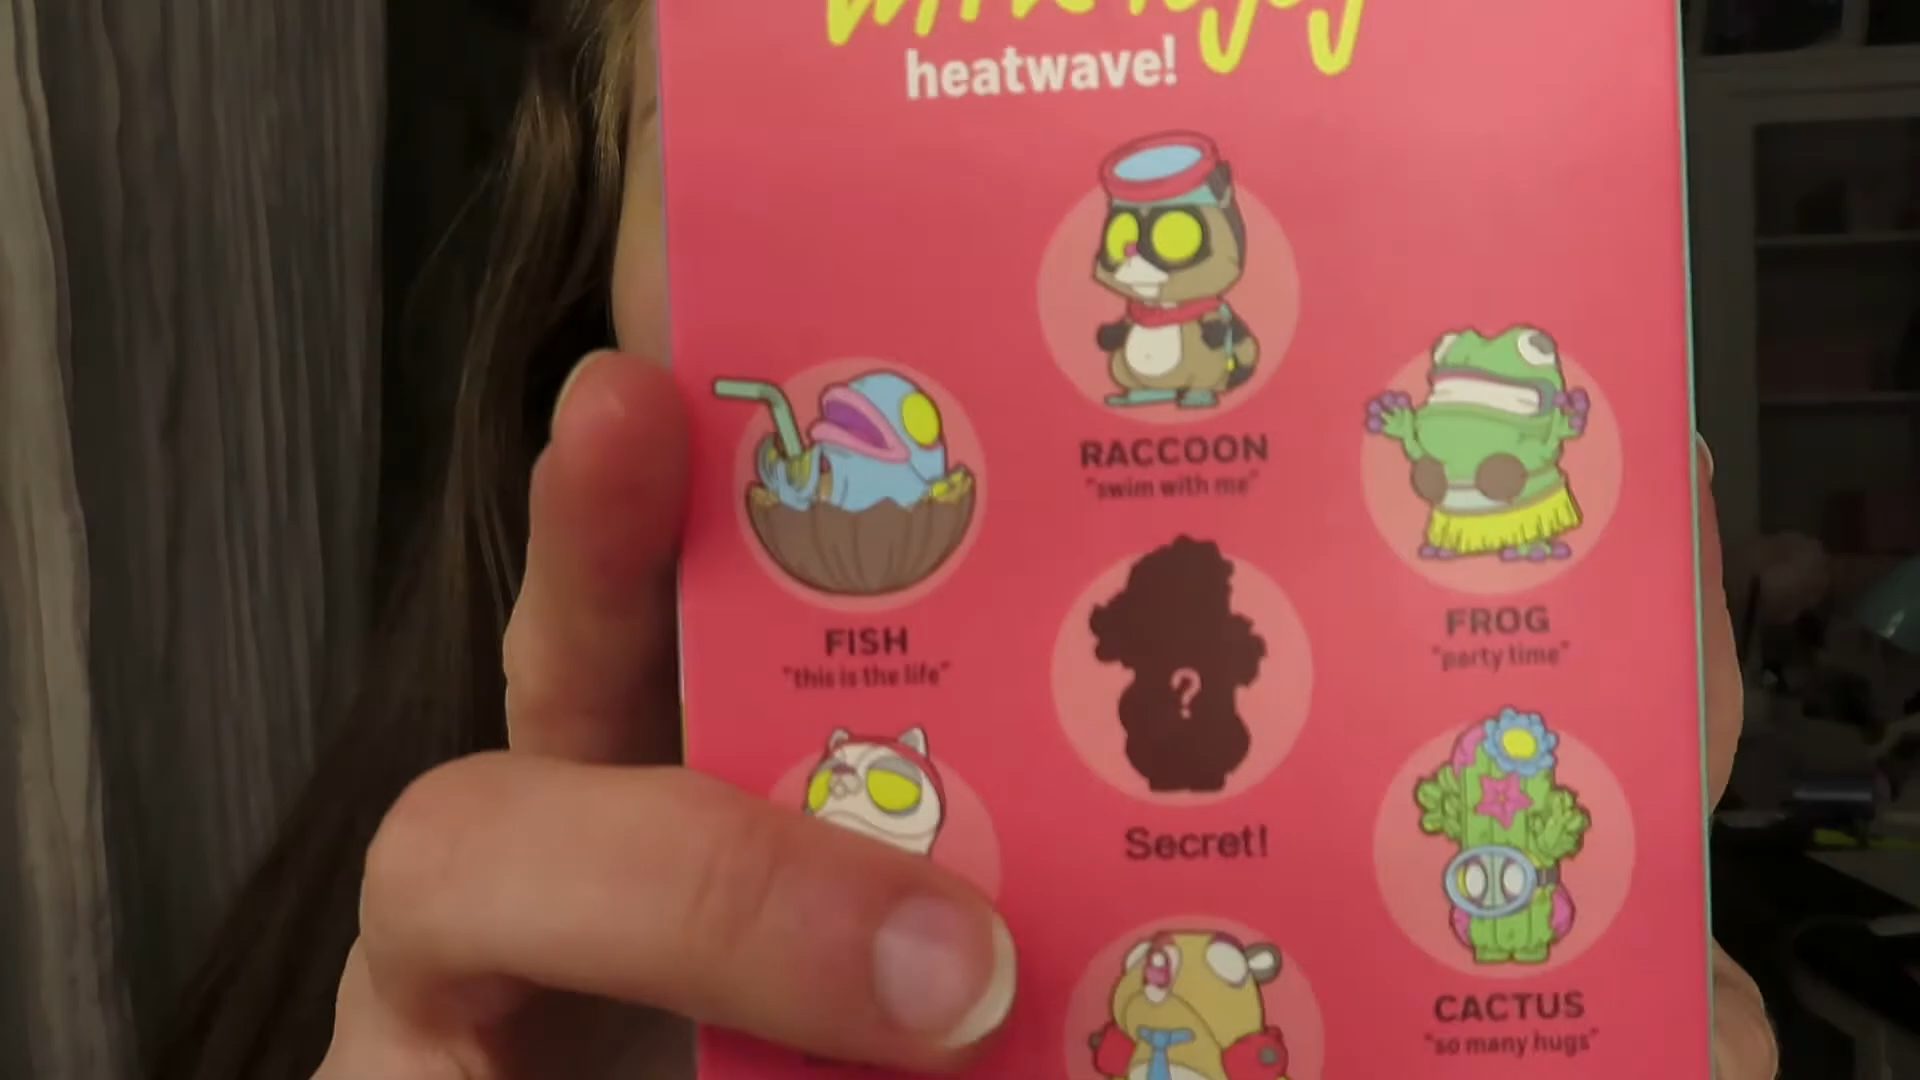 heatwave!
RACCOON
"swim with me"
FROG
"party time"
FISH
"this is the life"
?
Secret!
CACTUS
"so many hugs"